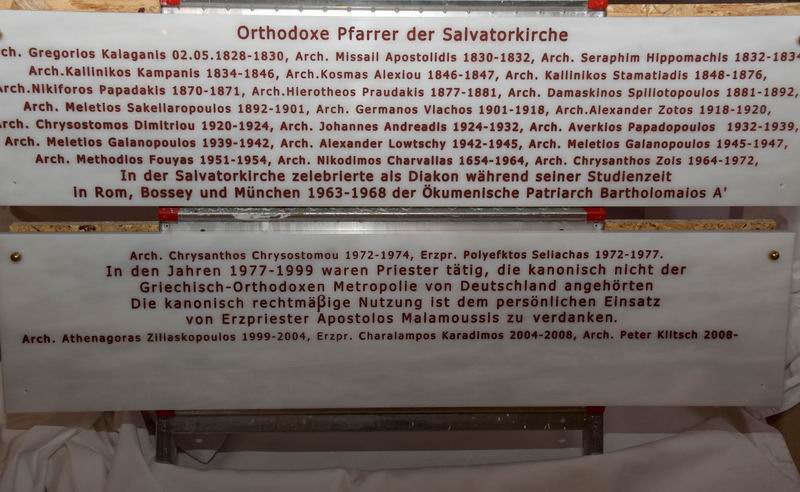 Orthodoxe Pfarrer der Salvatorkirche
Arch. Gregorios Kalaganis 02.05.1828-1830, Arch. Missail Apostolidis 1830-1832, Arch. Seraphim Hippomachis 1832-1834
Arch.Kallinikos Kampanis 1834-1846, Arch.Kosmas Alexiou 1846-1847, Arch. Kallinikos Stamatiadis 1848-1876,
Arch.Nikiforos Papadakis 1870-1871, Arch.Hierotheos Praudakis 1877-1881, Arch. Damaskinos Spiliotopoulos 1881-1892,
Arch. Meletios Sakellaropoulos 1892-1901, Arch. Germanos Vlachos 1901-1918, Arch.Alexander Zotos 1918-1920,
Arch. Chrysostomos Dimitriou 1920-1924, Arch. Johannes Andreadis 1924-1932, Arch. Averkios Papadopoulos 1932-1939,
Arch. Meletios Galanopoulos 1939-1942, Arch. Alexander Lowtschy 1942-1945, Arch. Meletios Galanopoulos 1945-1947,
Arch. Methodios Fouyas 1951-1954, Arch. Nikodimos Charvalias 1654-1964, Arch. Chrysanthos Zois 1964-1972,
In der Salvatorkirche zelebrierte als Diakon während seiner Studienzeit
in Rom, Bossey und München 1963-1968 der Ökumenische Patriarch Bartholomaios A'
Arch. Chrysanthos Chrysostomou 1972-1974, Erzpr. Polyefktos Seliachas 1972-1977.
In den Jahren 1977-1999 waren Priester tätig, die kanonisch nicht der
Griechisch-Orthodoxen Metropolie von Deutschland angehörten
Die kanonisch rechtmäβige Nutzung ist dem persönlichen Einsatz
von Erzpriester Apostolos Malamoussis zu verdanken.
Arch. Athenagoras Ziliaskopoulos 1999-2004, Erzpr. Charalampos Karadimos 2004-2008, Arch. Peter Klitsch 2008-